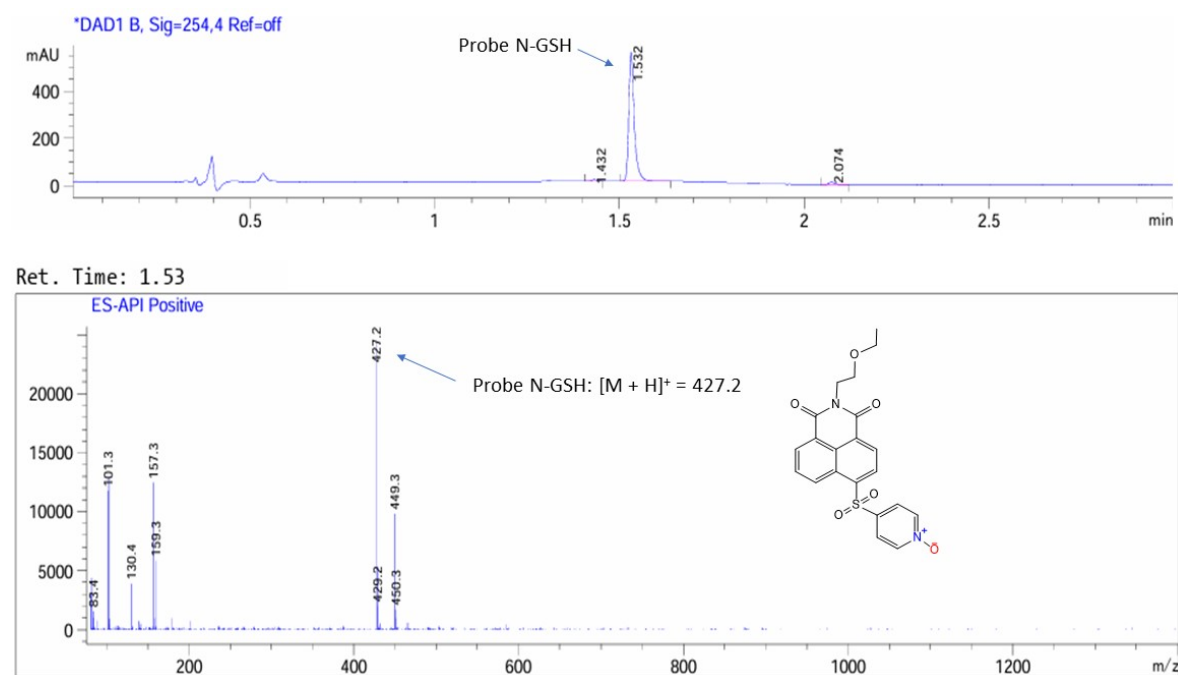 *DAD1 B, Sig=254,4 Ref=off
mAU
400
200
0
Probe N-GSH
1.432
1.532
2.074
0.5
1
1.5
2
2.5
min
Ret. Time: 1.53
ES-API Positive
20000
15000
10000
5000
0
83.4
101.3
130.4
157.3
159.3
427.2
429.2
449.3
450.3
Probe N-GSH: [M + H]⁺ = 427.2
O
O N O
S O
O
N⁺
O⁻
200
400
600
800
1000
1200
m/z